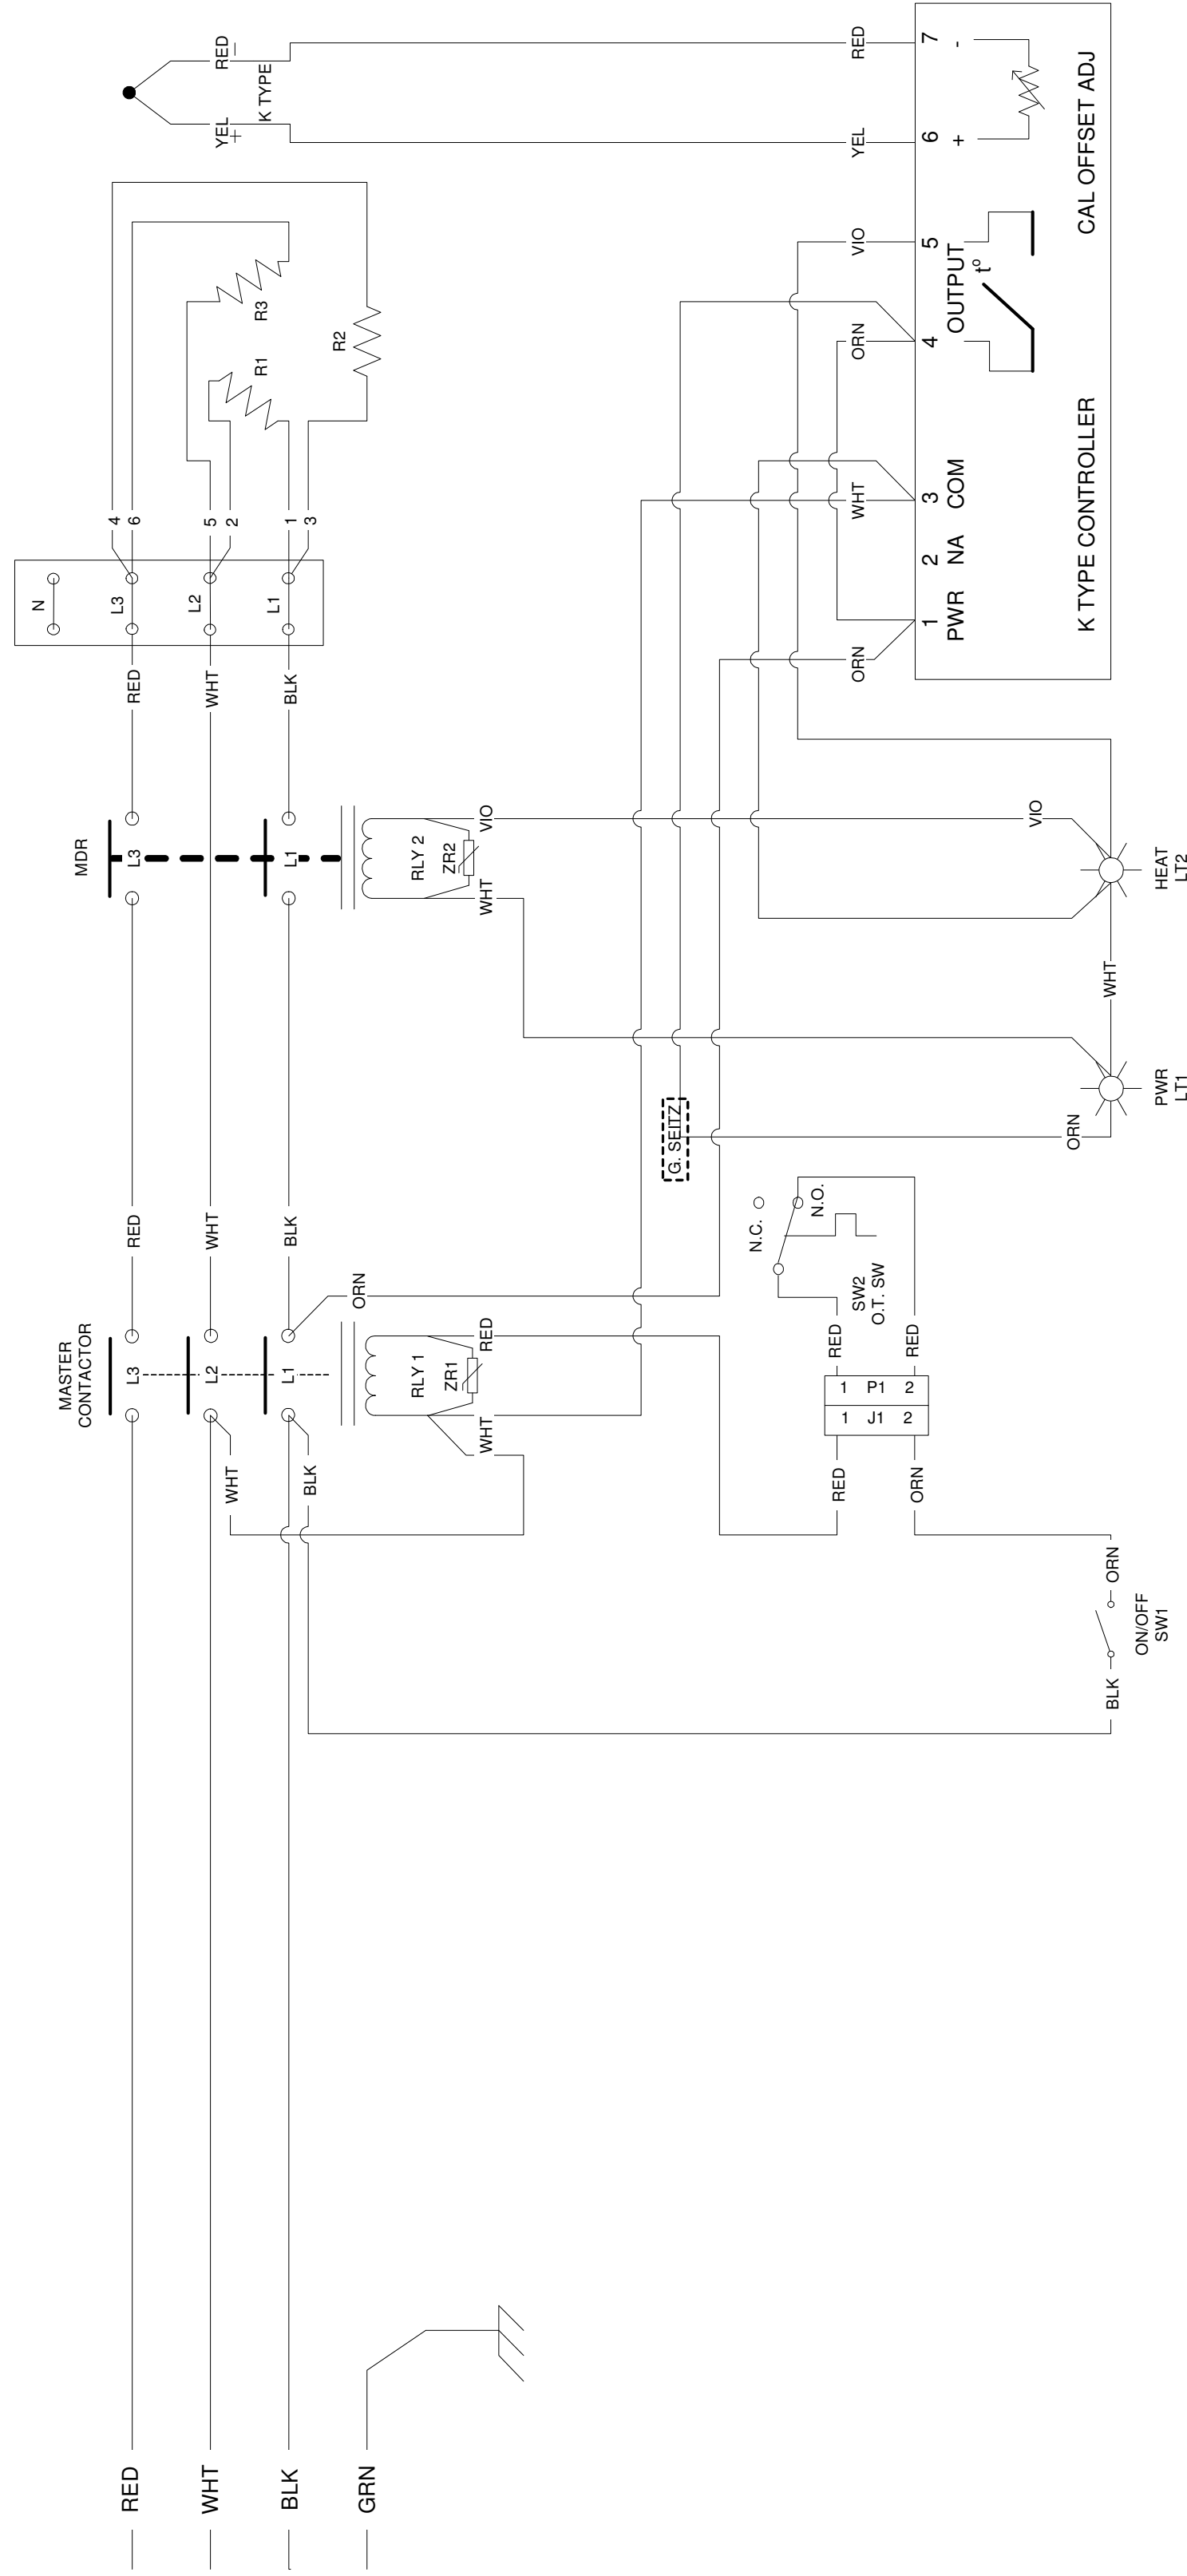 RED
WHT
BLK
GRN
MASTER
CONTACTOR
L3
L2
L1
WHT
BLK
RLY 1
ZR1
RED
WHT
ORN
RED
WHT
BLK
MDR
L3
L1
RLY 2
ZR2
VIO
WHT
RED
WHT
BLK
N
L3
L2
L1
4
6
5
2
1
3
R3
R1
R2
RED
YEL
K TYPE
+
-
G. SEITZ
BLK
ON/OFF
SW1
ORN
RED
ORN
1 J1 2
1 P1 2
RED
RED
SW2
O.T. SW
N.C.
N.O.
ORN
PWR
LT1
WHT
HEAT
LT2
VIO
ORN
ORN
WHT
VIO
YEL
RED
1 2 3 4 5 6 7
PWR NA COM OUTPUT + -
tº
K TYPE CONTROLLER
CAL OFFSET ADJ